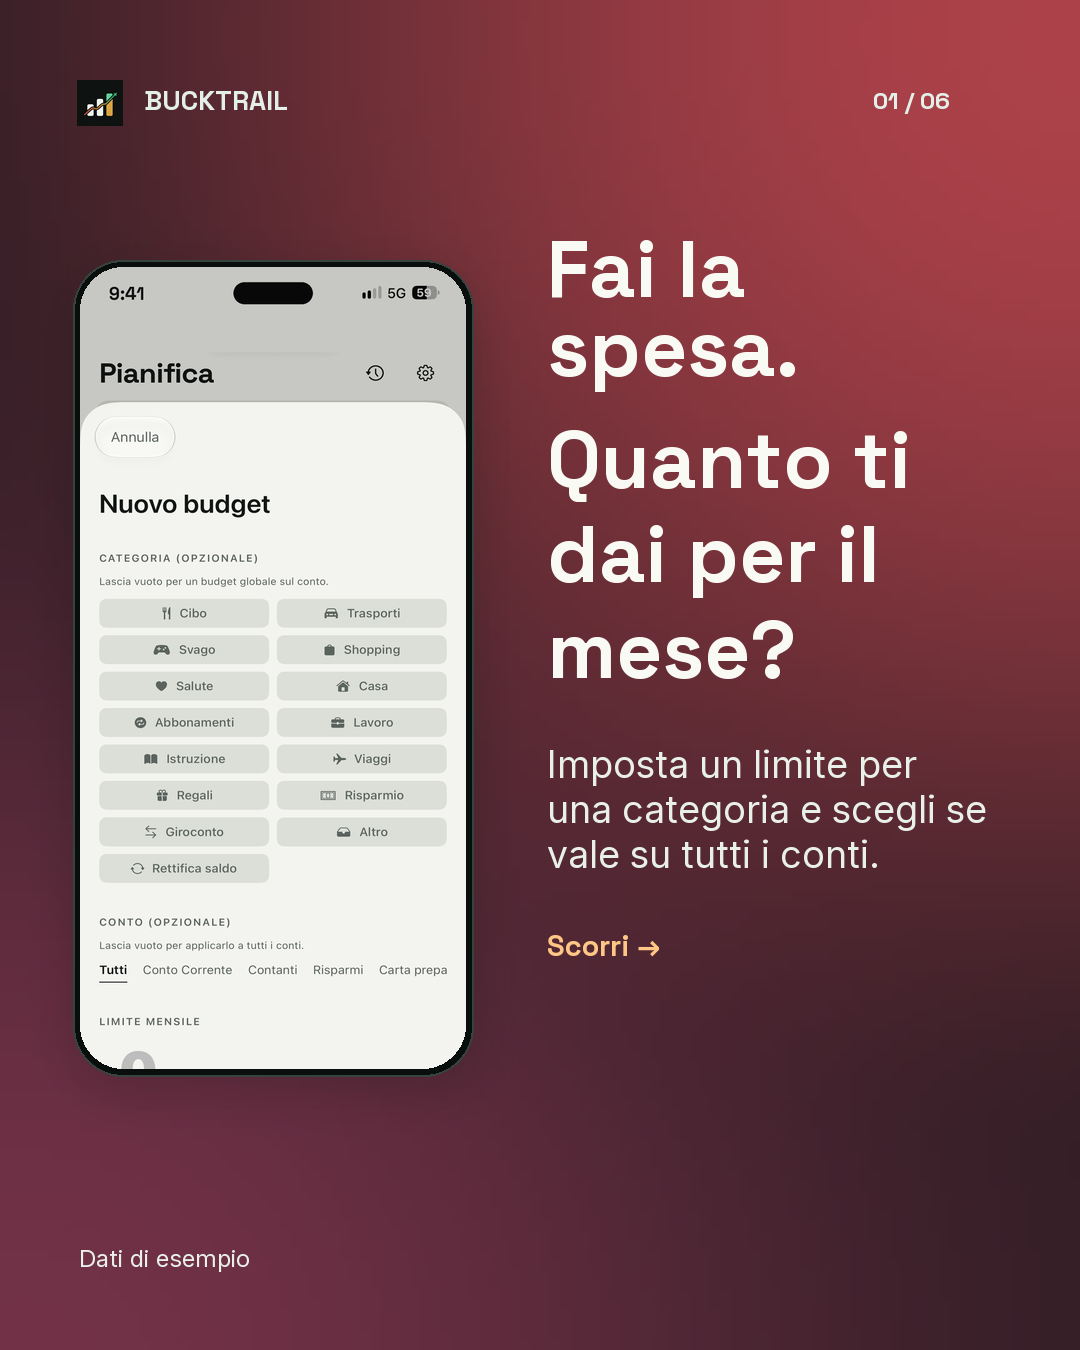 BUCKTRAIL
01 / 06
9:41
5G
59
Pianifica
Annulla
Nuovo budget
CATEGORIA (OPZIONALE)
Lascia vuoto per un budget globale sul conto.
Cibo
Trasporti
Svago
Shopping
Salute
Casa
Abbonamenti
Lavoro
Istruzione
Viaggi
Regali
Risparmio
Giroconto
Altro
Rettifica saldo
CONTO (OPZIONALE)
Lascia vuoto per applicarlo a tutti i conti.
Tutti Conto Corrente Contanti Risparmi Carta prepa
LIMITE MENSILE
Fai la
spesa.
Quanto ti
dai per il
mese?
Imposta un limite per
una categoria e scegli se
vale su tutti i conti.
Scorri →
Dati di esempio